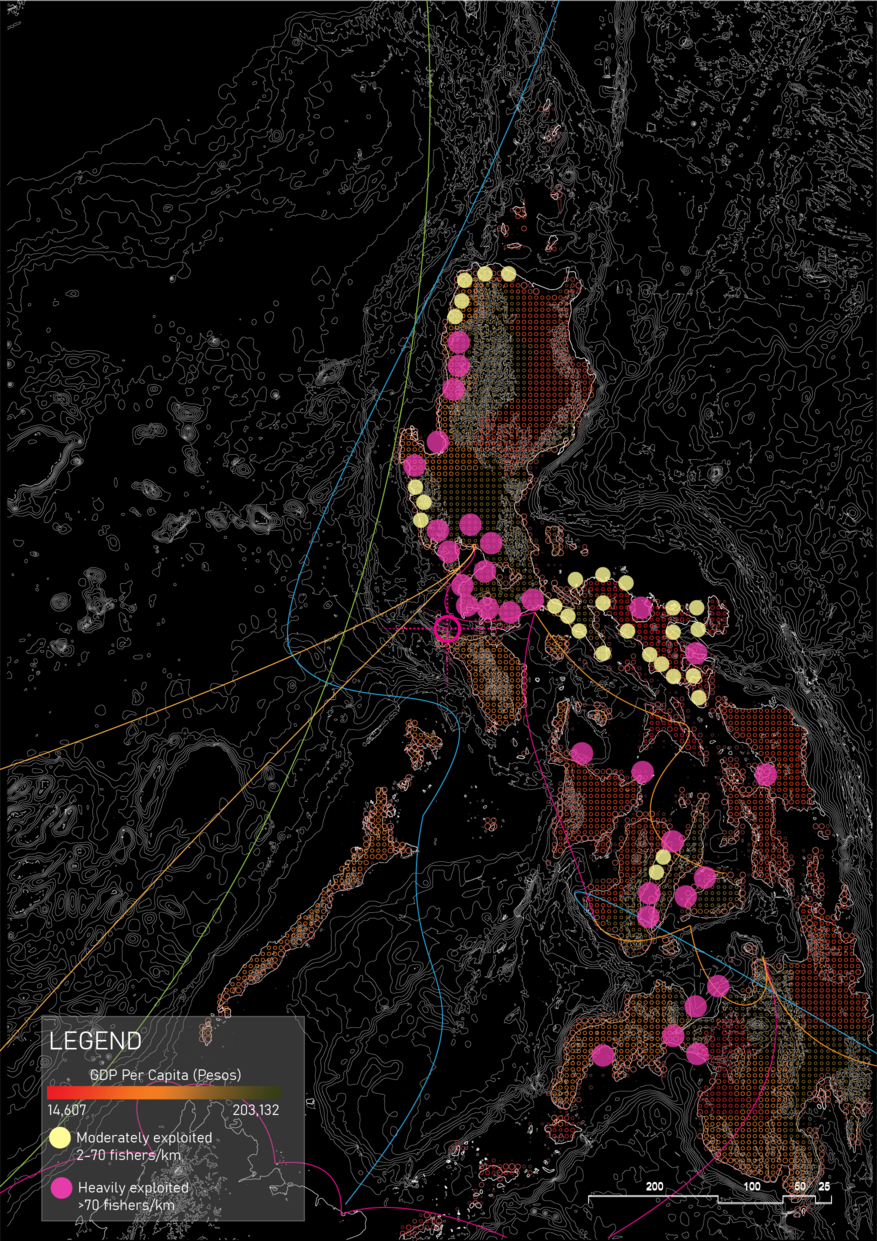 LEGEND
GDP Per Capita (Pesos)
14,607 203,132
Moderately exploited
2-70 fishers/km
Heavily exploited
>70 fishers/km
200 100 50 25